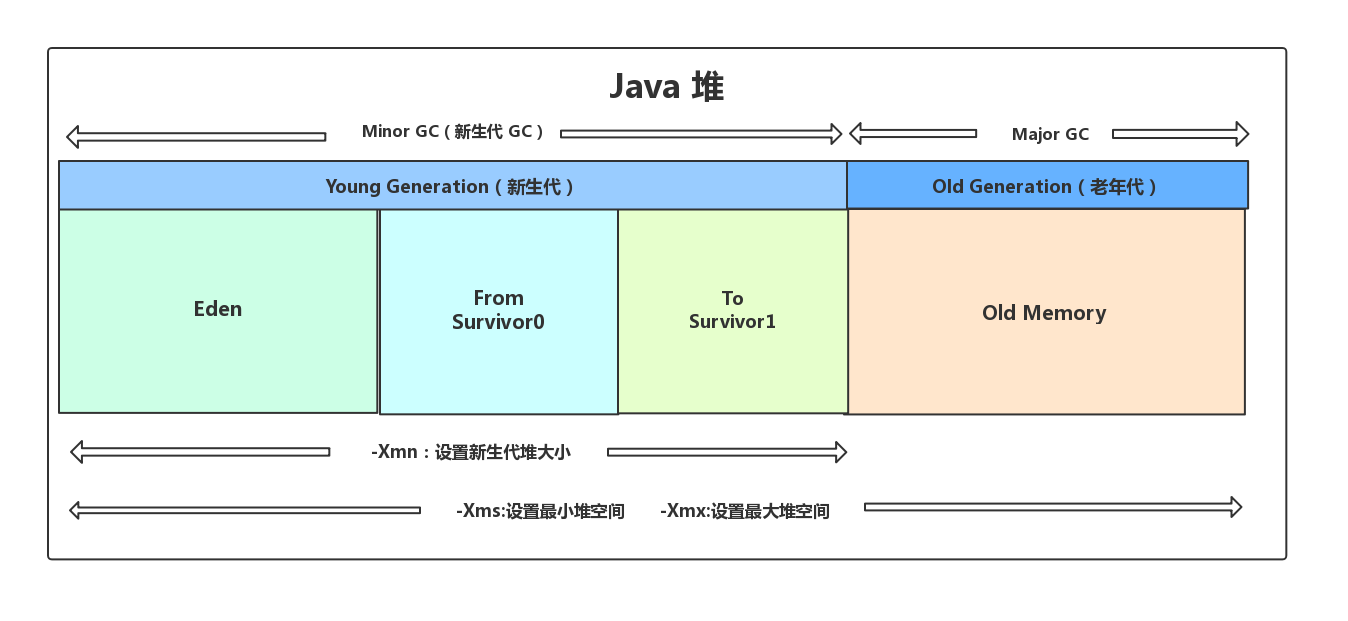 Java 堆
Minor GC（新生代 GC）
Major GC
Young Generation（新生代）
Old Generation（老年代）
Eden
From
Survivor0
To
Survivor1
Old Memory
-Xmn：设置新生代堆大小
-Xms:设置最小堆空间
-Xmx:设置最大堆空间